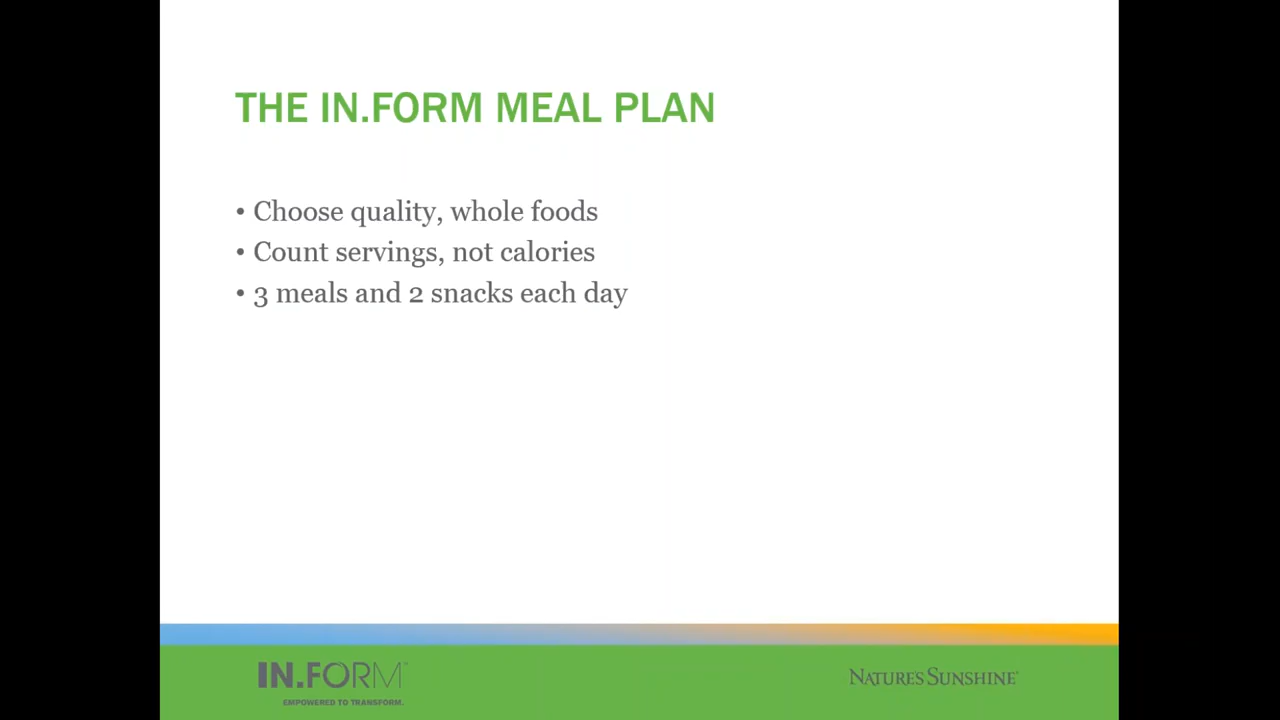 THE IN.FORM MEAL PLAN
• Choose quality, whole foods
• Count servings, not calories
• 3 meals and 2 snacks each day
IN.FORM™
EMPOWERED TO TRANSFORM.
NATURE'S SUNSHINE®